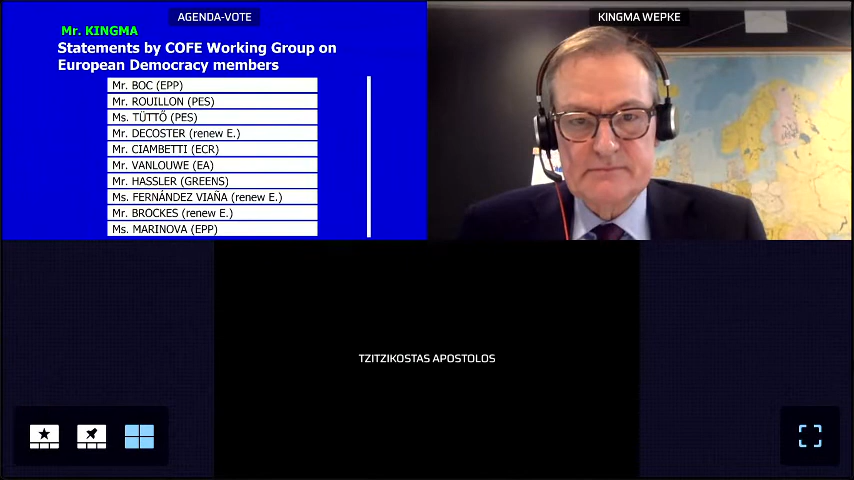 AGENDA-VOTE
Mr. KINGMA
Statements by COFE Working Group on
European Democracy members
Mr. BOC (EPP)
Mr. ROUILLON (PES)
Ms. TÜTTŐ (PES)
Mr. DECOSTER (renew E.)
Mr. CIAMBETTI (ECR)
Mr. VANLOUWE (EA)
Mr. HASSLER (GREENS)
Ms. FERNÁNDEZ VIAÑA (renew E.)
Mr. BROCKES (renew E.)
Ms. MARINOVA (EPP)
KINGMA WEPKE
TZITZIKOSTAS APOSTOLOS